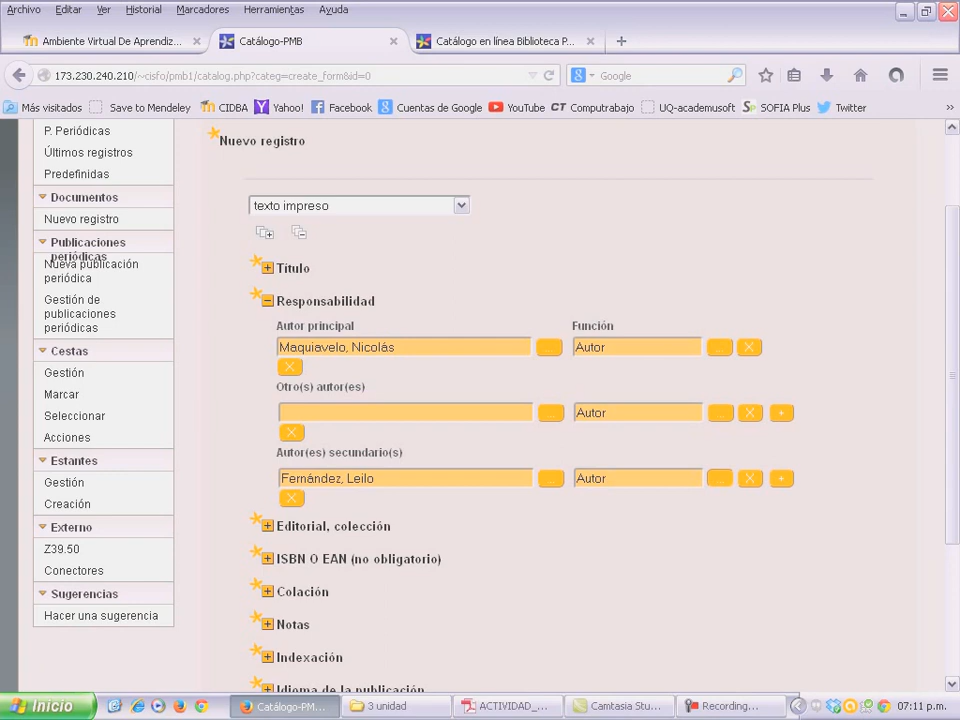 Archivo Editar Ver Historial Marcadores Herramientas Ayuda
Ambiente Virtual De Aprendiz... Catálogo-PMB Catálogo en línea Biblioteca P...
173.230.240.210/~cisfo/pmb1/catalog.php?categ=create_form&id=0 Google
Más visitados Save to Mendeley CIDBA Yahoo! Facebook Cuentas de Google YouTube CT Computrabajo UQ-academusoft SOFIA Plus Twitter »
P. Periódicas
Últimos registros
Predefinidas
Documentos
Nuevo registro
Publicaciones
periódicas
Nueva publicación
periódica
Gestión de
publicaciones
periódicas
Cestas
Gestión
Marcar
Seleccionar
Acciones
Estantes
Gestión
Creación
Externo
Z39.50
Conectores
Sugerencias
Hacer una sugerencia
Nuevo registro
texto impreso
Título
Responsabilidad
Autor principal Función
Maquiavelo, Nicolás ... Autor ... X
X
Otro(s) autor(es)
... Autor ... X +
X
Autor(es) secundario(s)
Fernández, Leilo ... Autor ... X +
X
Editorial, colección
ISBN O EAN (no obligatorio)
Colación
Notas
Indexación
Idioma de la publicación
Inicio Catálogo-PM... 3 unidad ACTIVIDAD_... Camtasia Stu... Recording... 07:11 p.m.